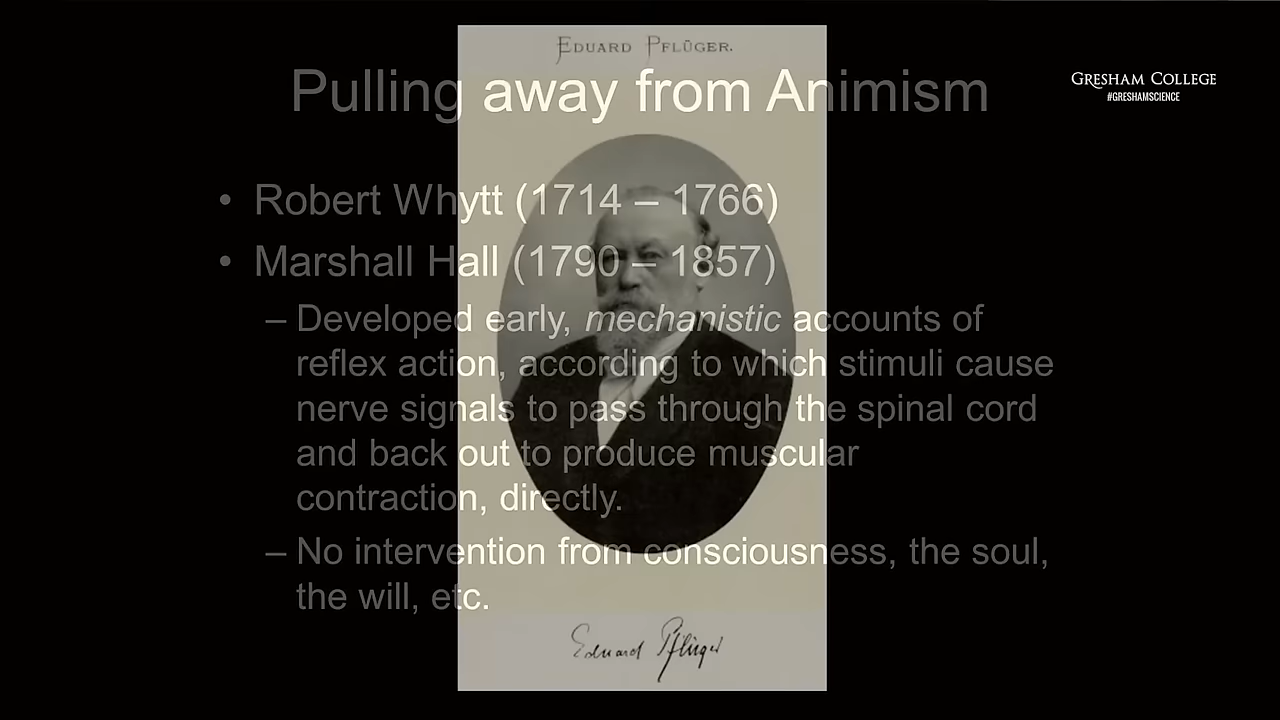 EDUARD PFLÜGER.
Pulling away from Animism
GRESHAM COLLEGE
#GRESHAMSCIENCE
• Robert Whytt (1714 – 1766)
• Marshall Hall (1790 – 1857)
– Developed early, mechanistic accounts of
reflex action, according to which stimuli cause
nerve signals to pass through the spinal cord
and back out to produce muscular
contraction, directly.
– No intervention from consciousness, the soul,
the will, etc.
Eduard Pflüger